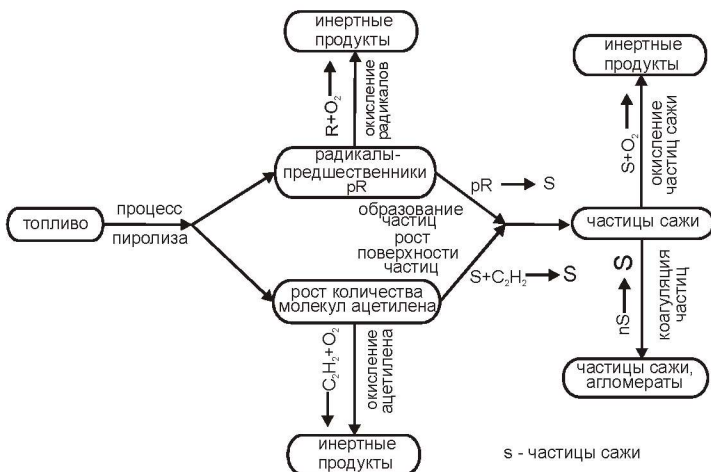 инертные
продукты
R+O₂
окисление
радикалов
радикалы-
предшественники
pR
топливо
процесс
пиролиза
pR → S
образование
частиц
рост
поверхности
частиц
S+C₂H₂ → S
рост количества
молекул ацетилена
C₂H₂+O₂
окисление
ацетилена
инертные
продукты
инертные
продукты
S+O₂
окисление
частиц сажи
частицы сажи
nS → S
коагуляция
частиц
частицы сажи,
агломераты
s - частицы сажи